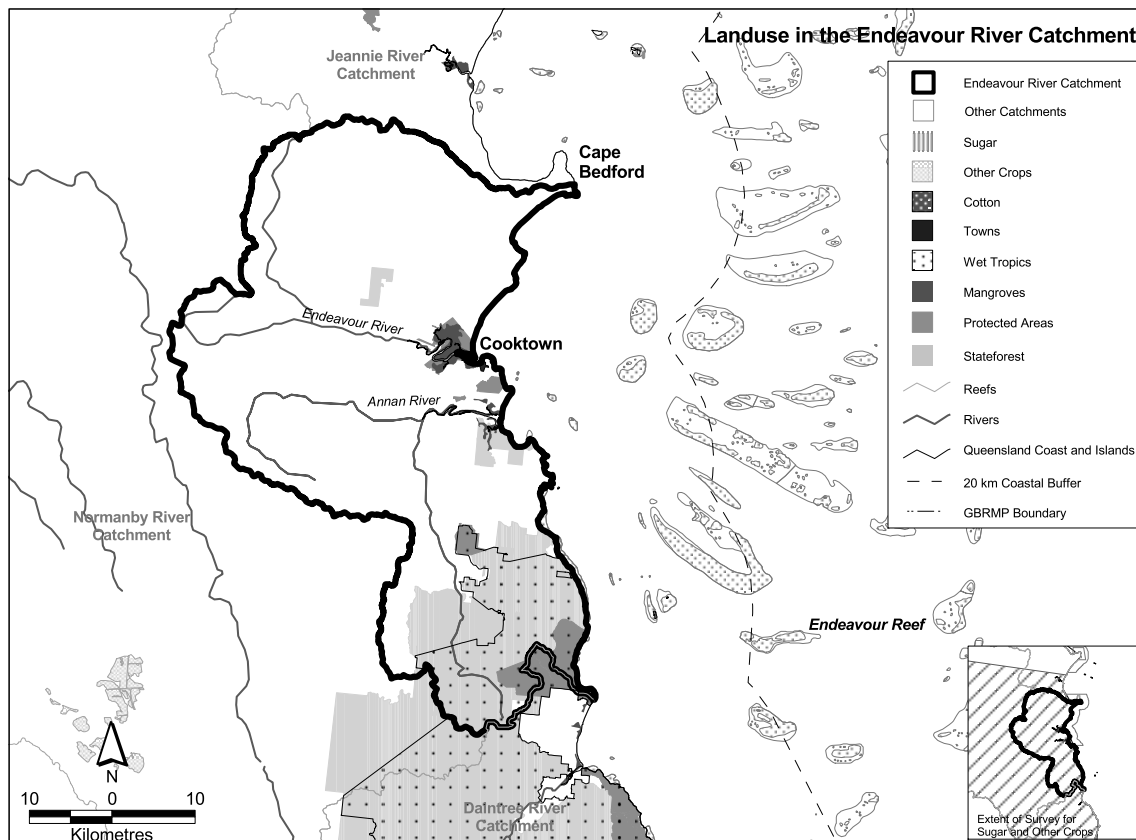 Landuse in the Endeavour River Catchment
Jeannie River
Catchment
Cape
Bedford
Endeavour River
Cooktown
Annan River
Normanby River
Catchment
Endeavour Reef
Daintree River
Catchment
N
10 0 10
Kilometres
Endeavour River Catchment
Other Catchments
Sugar
Other Crops
Cotton
Towns
Wet Tropics
Mangroves
Protected Areas
Stateforest
Reefs
Rivers
Queensland Coast and Islands
20 km Coastal Buffer
GBRMP Boundary
Extent of Survey for
Sugar and Other Crops